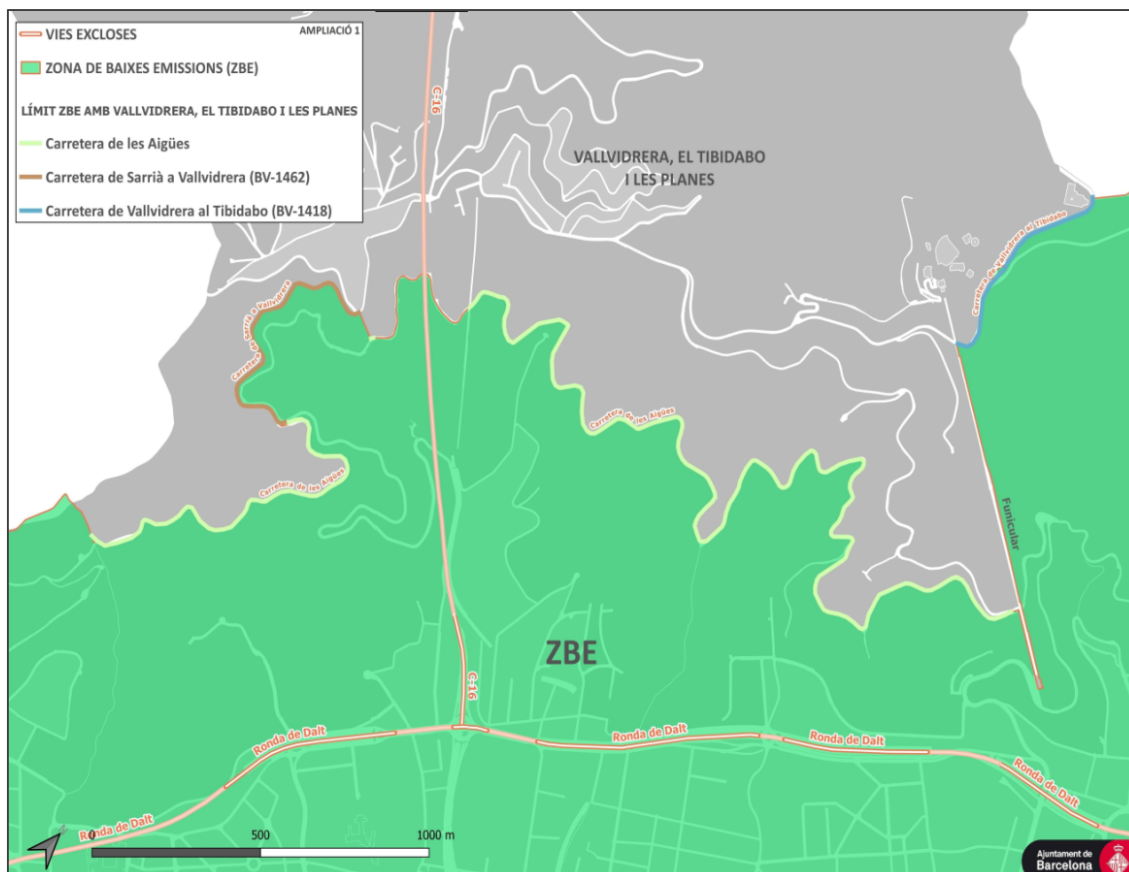 VIES EXCLOSES
AMPLIACIÓ 1
ZONA DE BAIXES EMISSIONS (ZBE)
LÍMIT ZBE AMB VALLVIDRERA, EL TIBIDABO I LES PLANES
Carretera de les Aigües
Carretera de Sarrià a Vallvidrera (BV-1462)
Carretera de Vallvidrera al Tibidabo (BV-1418)
C-16
VALLVIDRERA, EL TIBIDABO
I LES PLANES
Carretera de Vallvidrera al Tibidabo
Carretera de Sarrià a Vallvidrera
Carretera de les Aigües
Carretera de les Aigües
Funicular
ZBE
C-16
Ronda de Dalt
Ronda de Dalt
Ronda de Dalt
Ronda de Dalt
Ronda de Dalt
0 500 1000 m
Ajuntament de
Barcelona